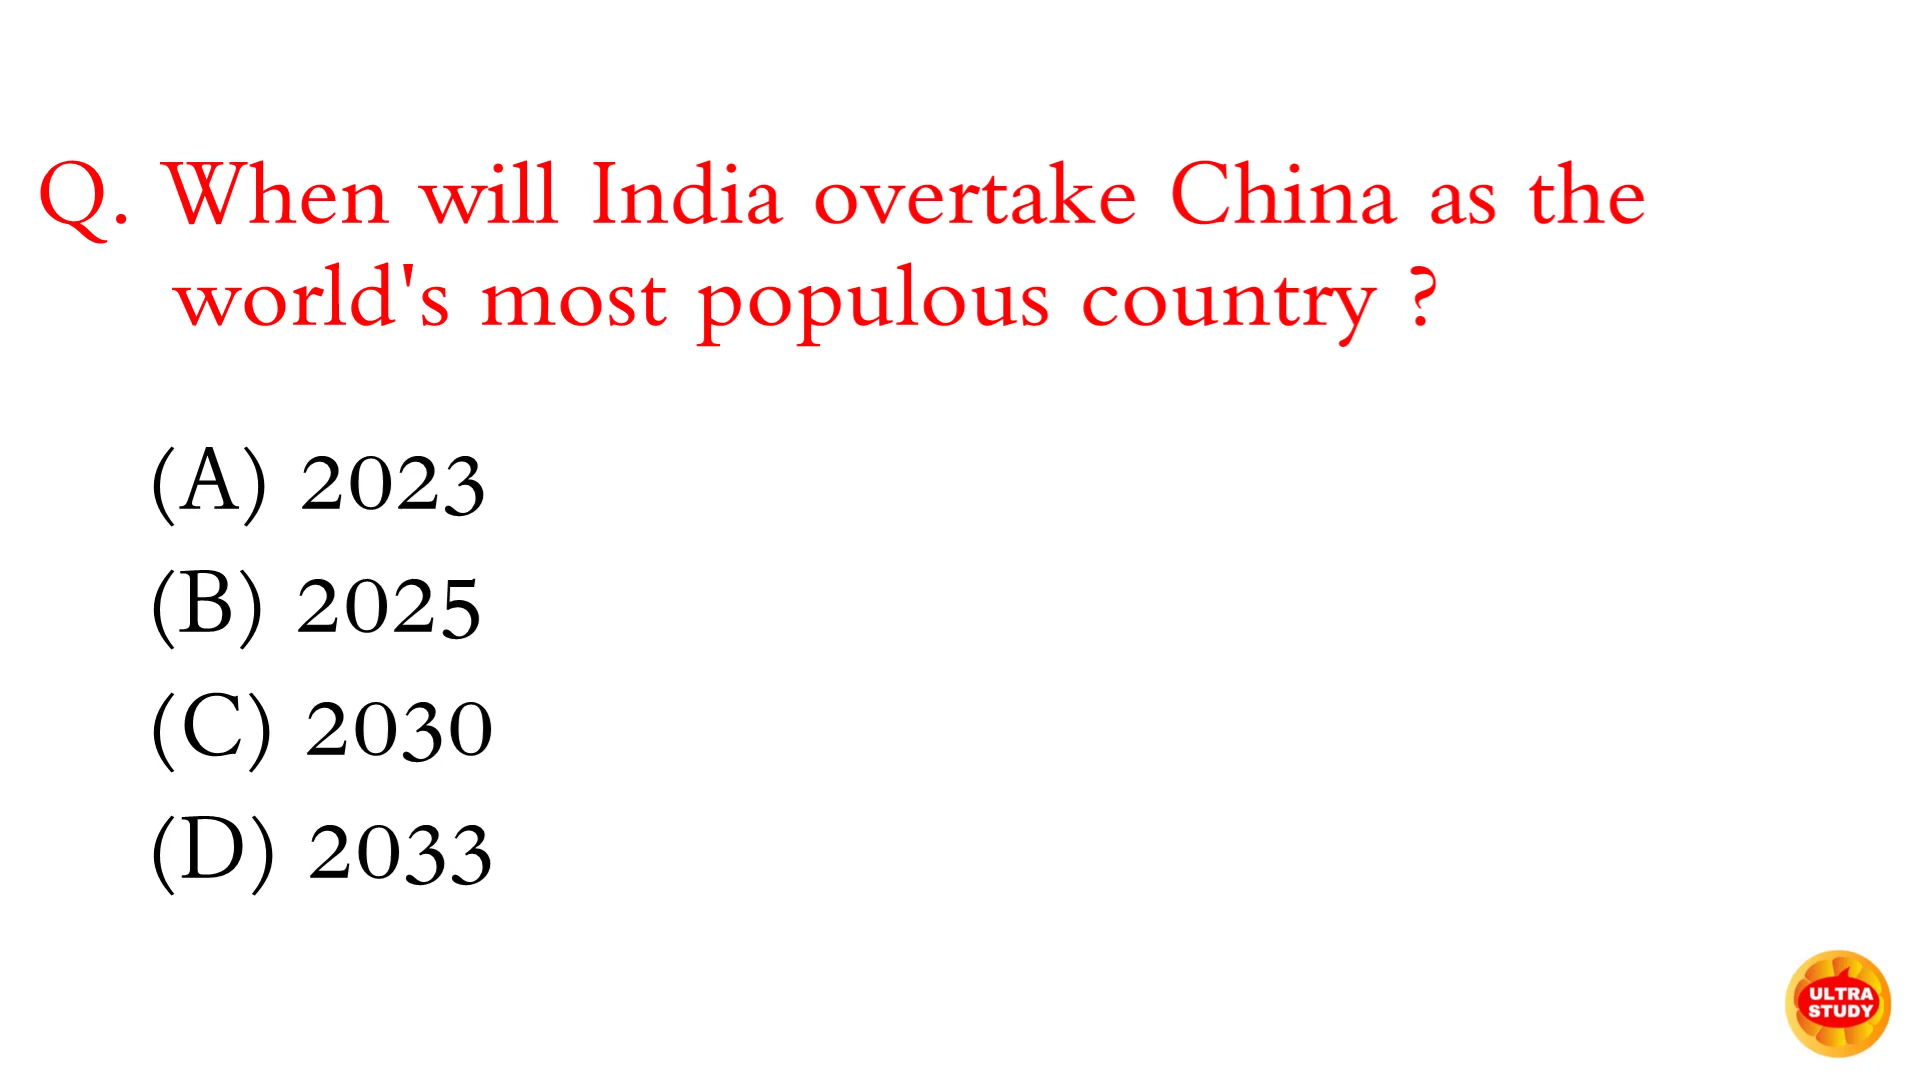 Q. When will India overtake China as the
world's most populous country ?
(A) 2023
(B) 2025
(C) 2030
(D) 2033
ULTRA
STUDY